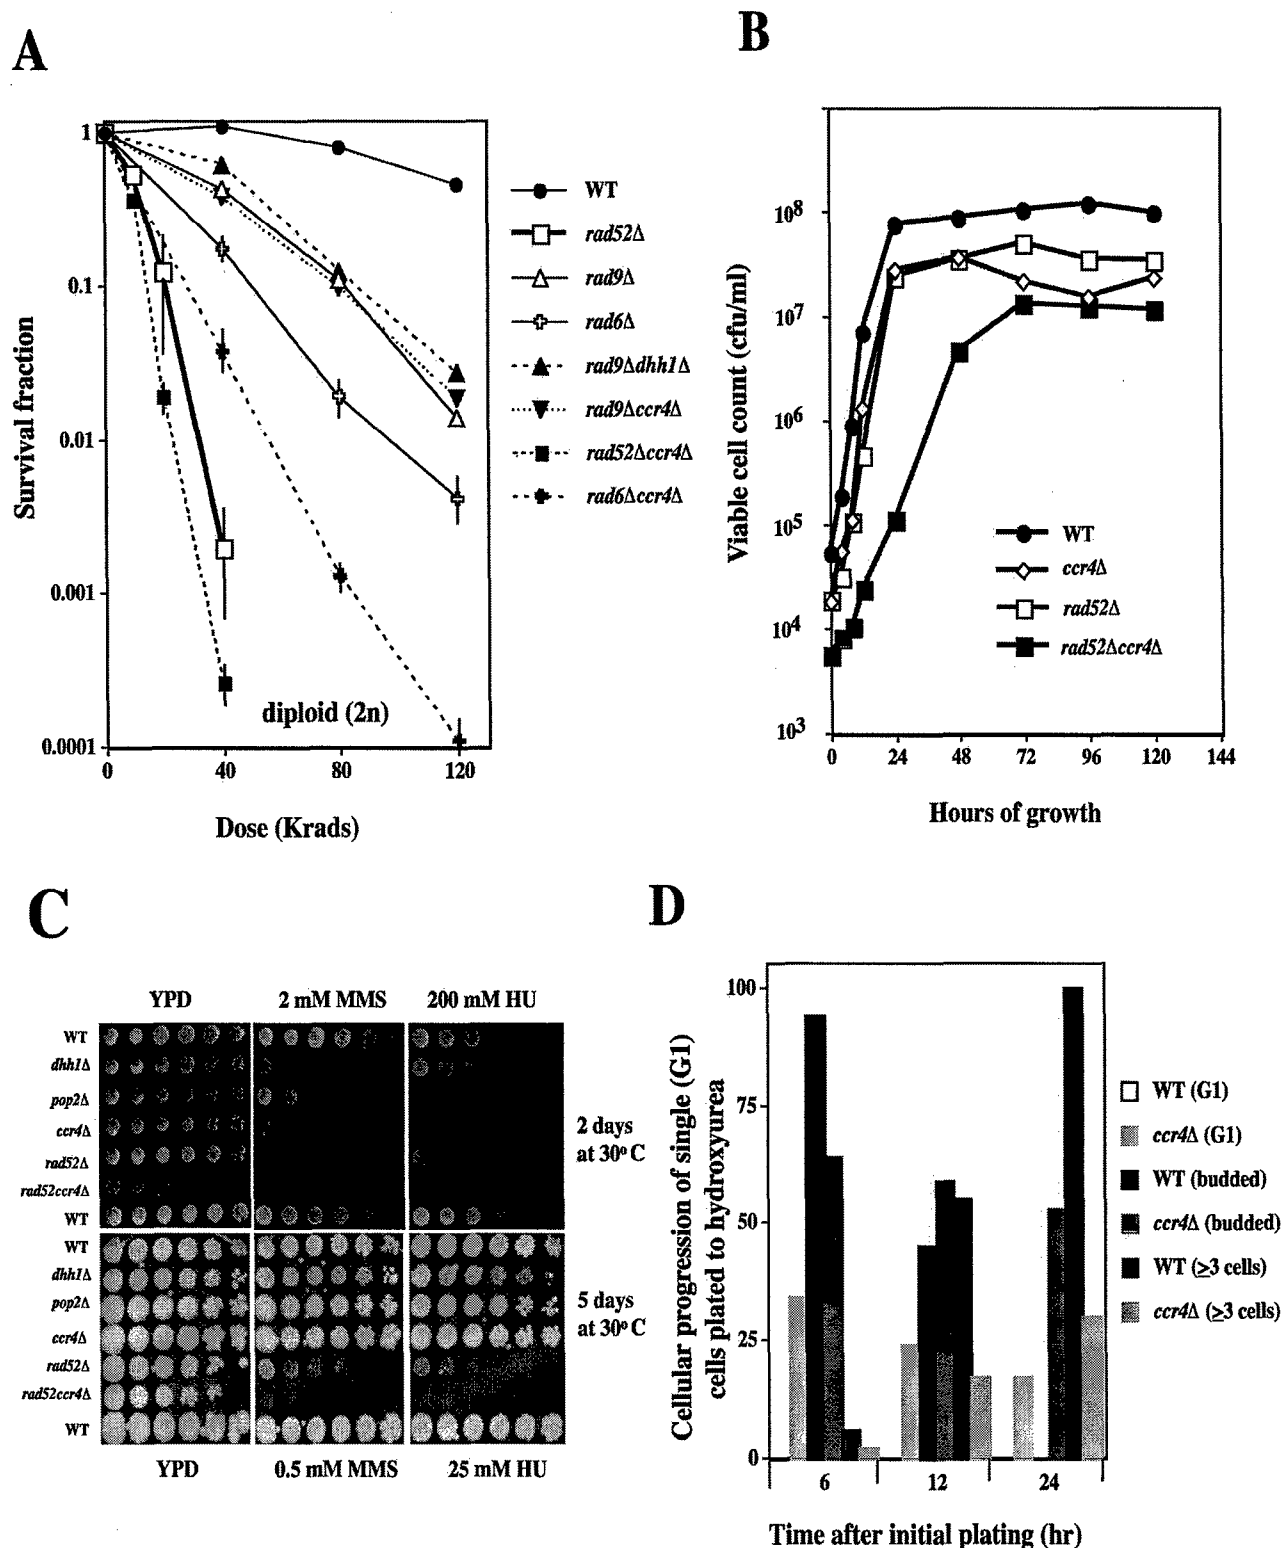 A
1
0.1
0.01
0.001
0.0001
0
40
80
120
Survival fraction
Dose (Krads)
diploid (2n)
WT
rad52Δ
rad9Δ
rad6Δ
rad9Δdhh1Δ
rad9Δccr4Δ
rad52Δccr4Δ
rad6Δccr4Δ
B
10⁸
10⁷
10⁶
10⁵
10⁴
10³
0
24
48
72
96
120
144
Viable cell count (cfu/ml)
Hours of growth
WT
ccr4Δ
rad52Δ
rad52Δccr4Δ
C
YPD
2 mM MMS
200 mM HU
WT
dhh1Δ
pop2Δ
ccr4Δ
rad52Δ
rad52ccr4Δ
WT
2 days
at 30º C
WT
dhh1Δ
pop2Δ
ccr4Δ
rad52Δ
rad52ccr4Δ
WT
5 days
at 30º C
YPD
0.5 mM MMS
25 mM HU
D
100
75
50
25
0
6
12
24
Cellular progression of single (G1)
cells plated to hydroxyurea
Time after initial plating (hr)
WT (G1)
ccr4Δ (G1)
WT (budded)
ccr4Δ (budded)
WT (≥3 cells)
ccr4Δ (≥3 cells)